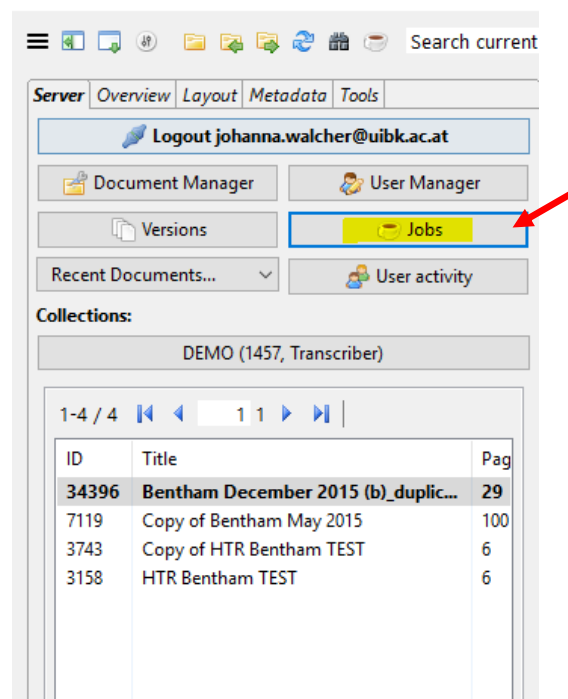 Search current
Server Overview Layout Metadata Tools
Logout johanna.walcher@uibk.ac.at
Document Manager User Manager
Versions Jobs
Recent Documents... User activity
Collections:
DEMO (1457, Transcriber)
1-4 / 4 1 1
ID Title Pag
34396 Bentham December 2015 (b)_duplic... 29
7119 Copy of Bentham May 2015 100
3743 Copy of HTR Bentham TEST 6
3158 HTR Bentham TEST 6